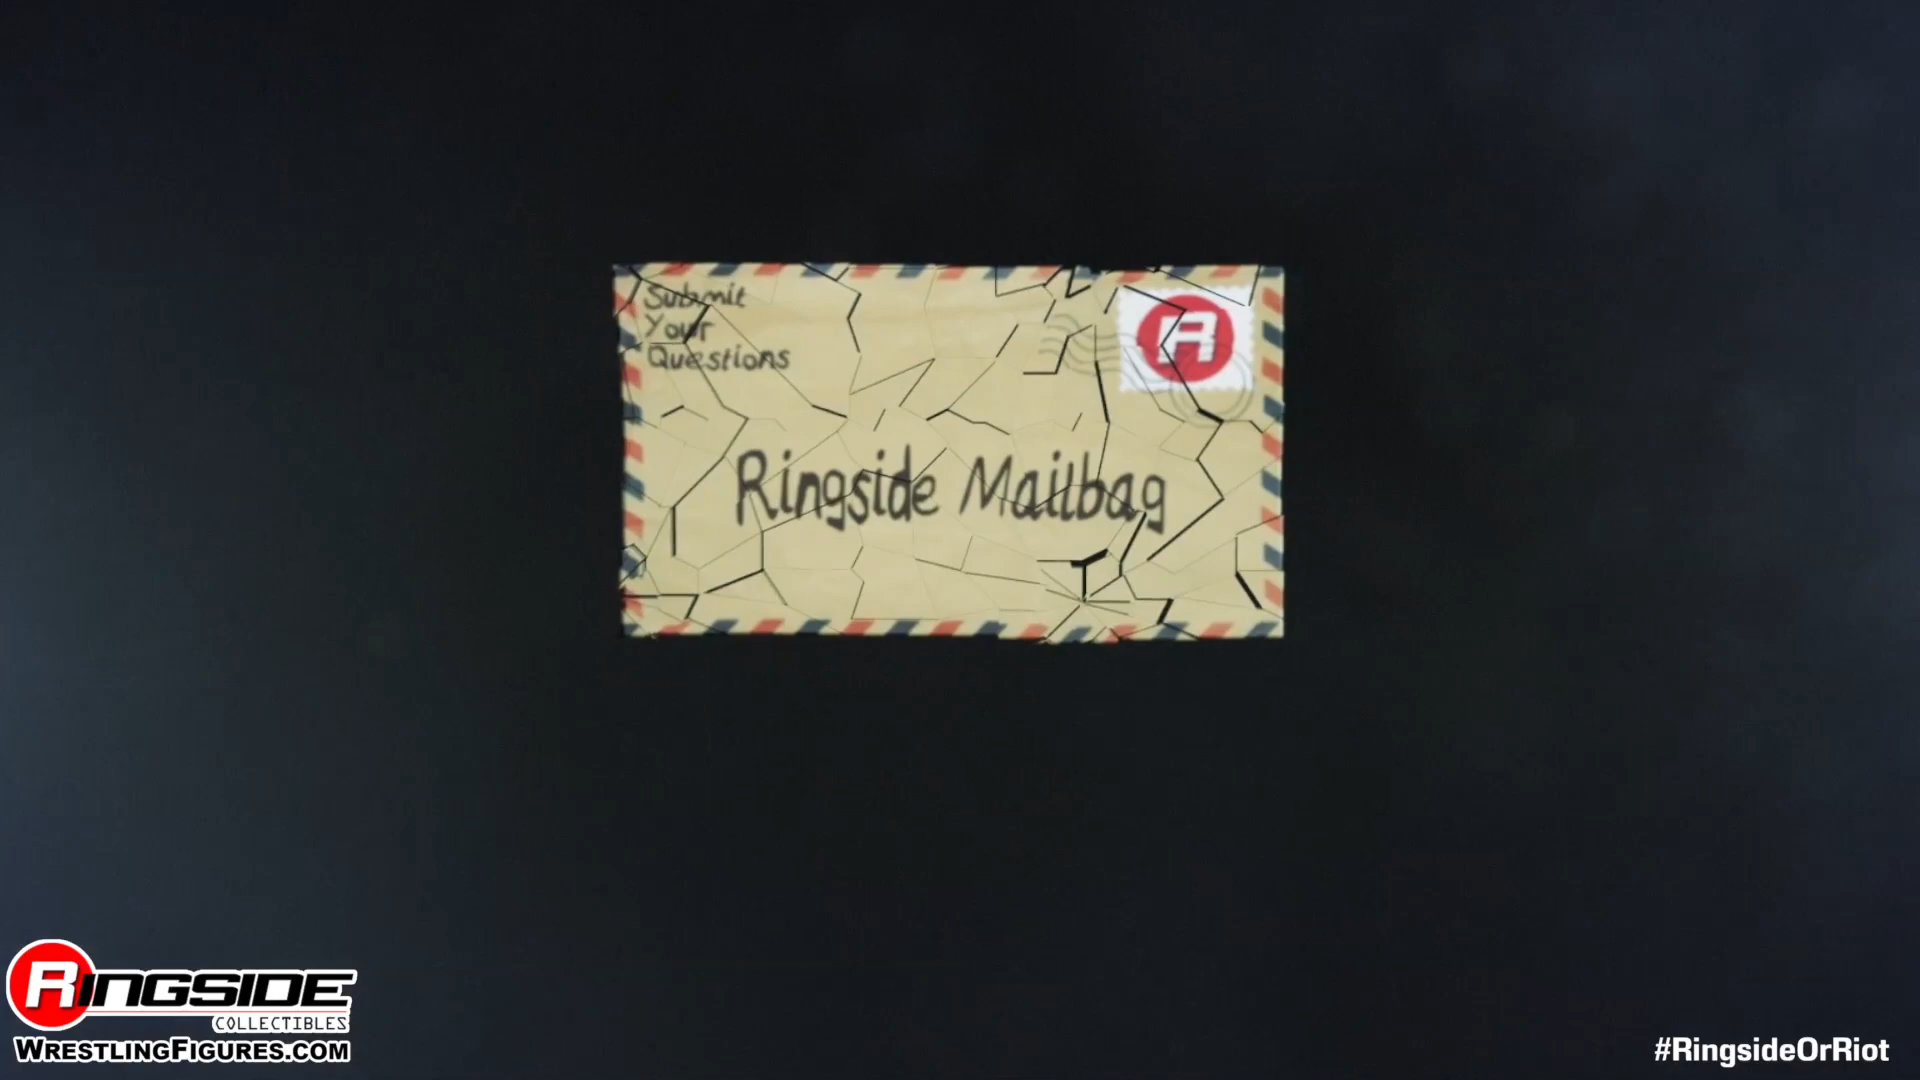 Submit
Your
Questions
R
Ringside Mailbag
RINGSIDE
COLLECTIBLES
WRESTLINGFIGURES.COM
#RingsideOrRiot